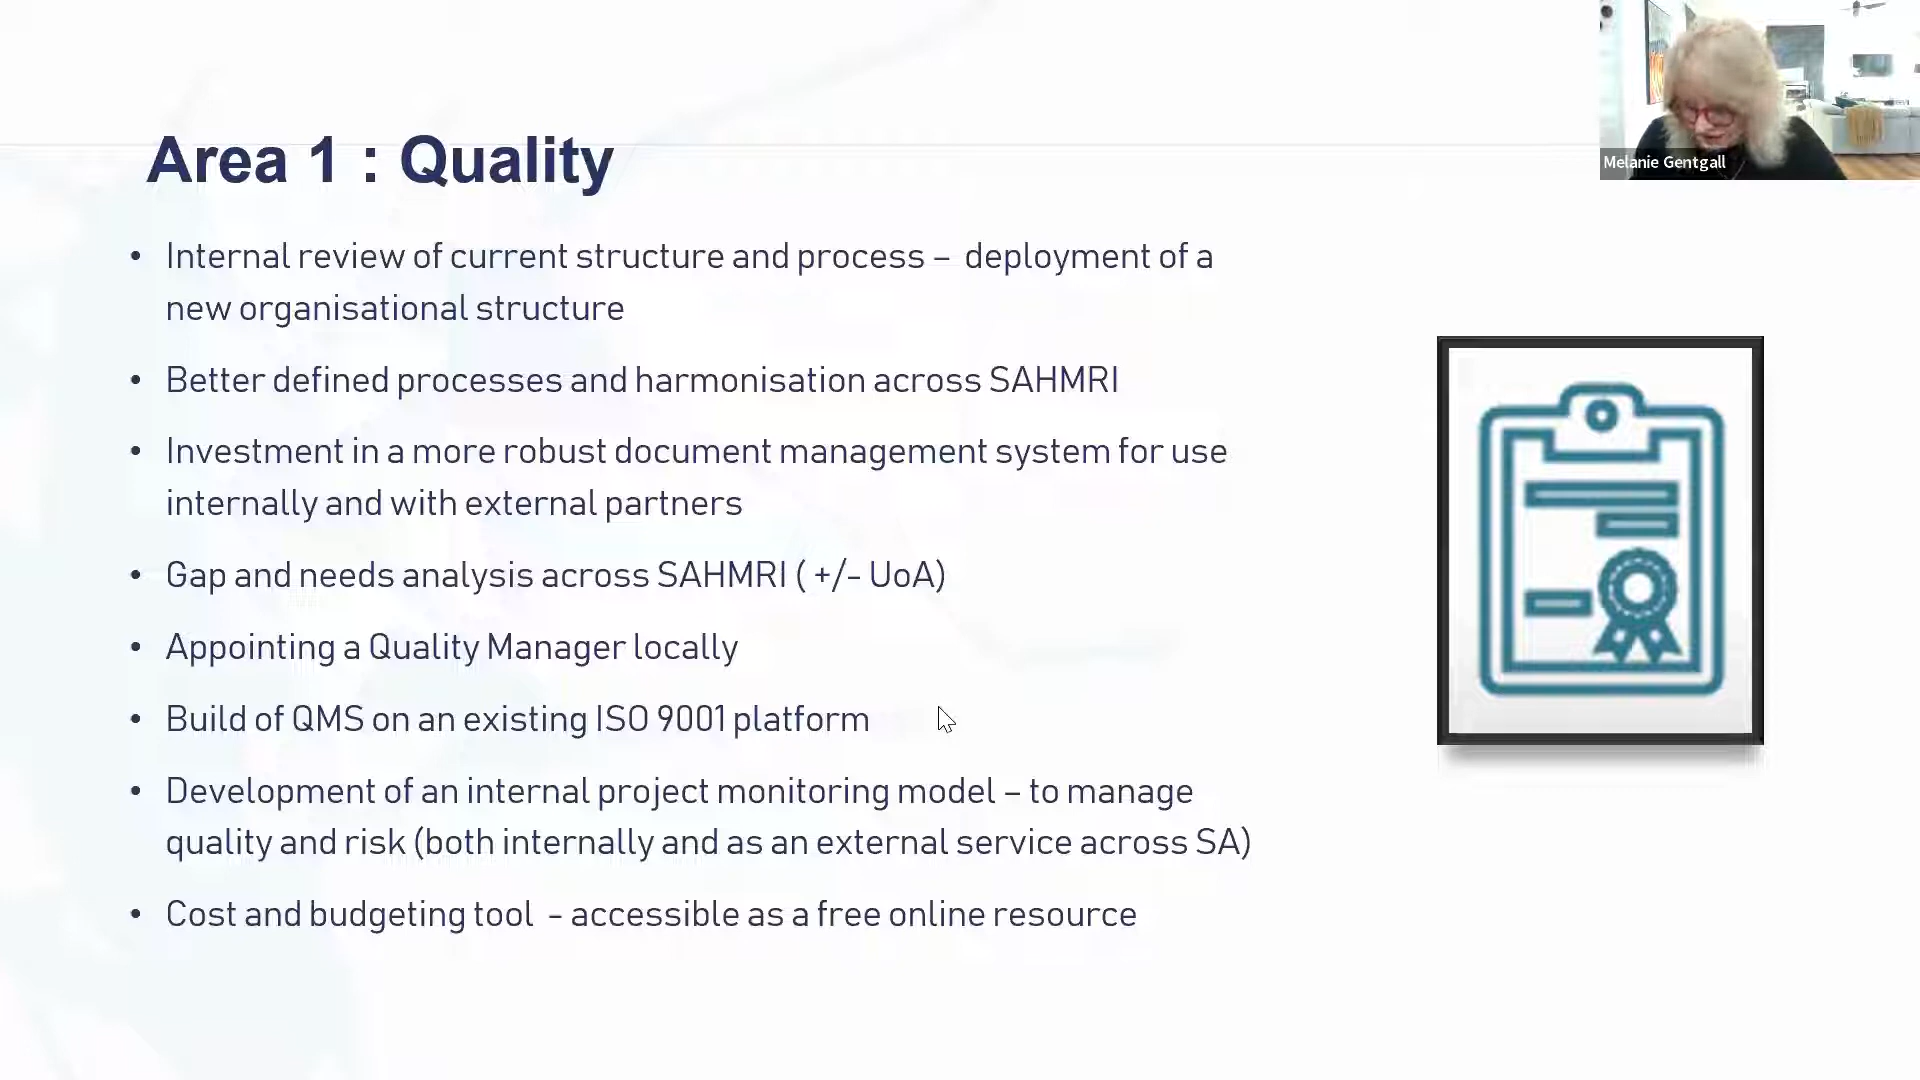 Area 1 : Quality
• Internal review of current structure and process – deployment of a
new organisational structure
• Better defined processes and harmonisation across SAHMRI
• Investment in a more robust document management system for use
internally and with external partners
• Gap and needs analysis across SAHMRI ( +/- UoA)
• Appointing a Quality Manager locally
• Build of QMS on an existing ISO 9001 platform
• Development of an internal project monitoring model – to manage
quality and risk (both internally and as an external service across SA)
• Cost and budgeting tool - accessible as a free online resource
Melanie Gentgall